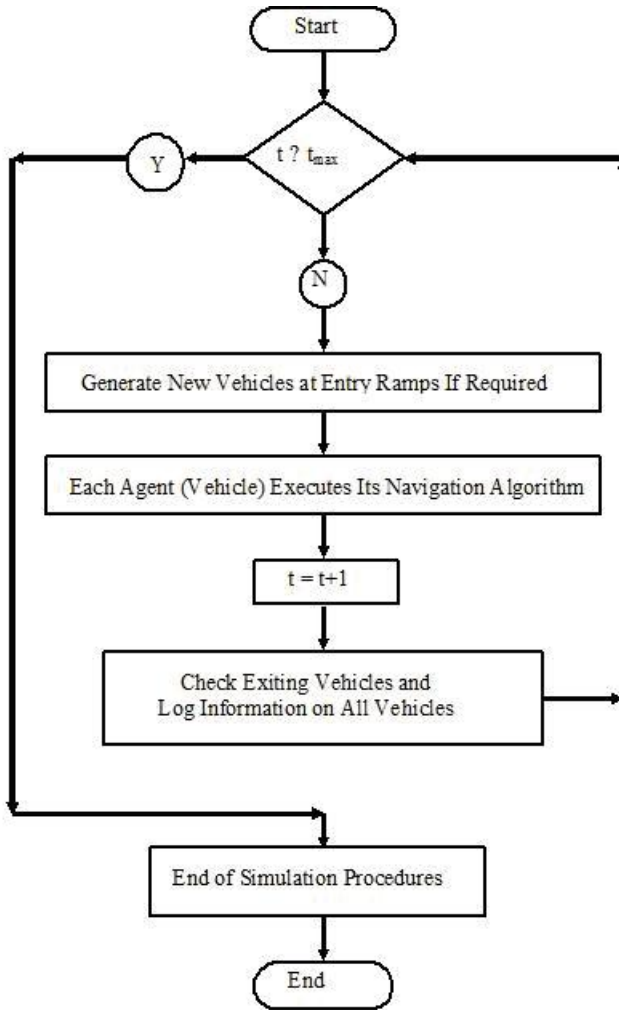 Start
t ? tmax
Y
N
Generate New Vehicles at Entry Ramps If Required
Each Agent (Vehicle) Executes Its Navigation Algorithm
t = t+1
Check Exiting Vehicles and
Log Information on All Vehicles
End of Simulation Procedures
End